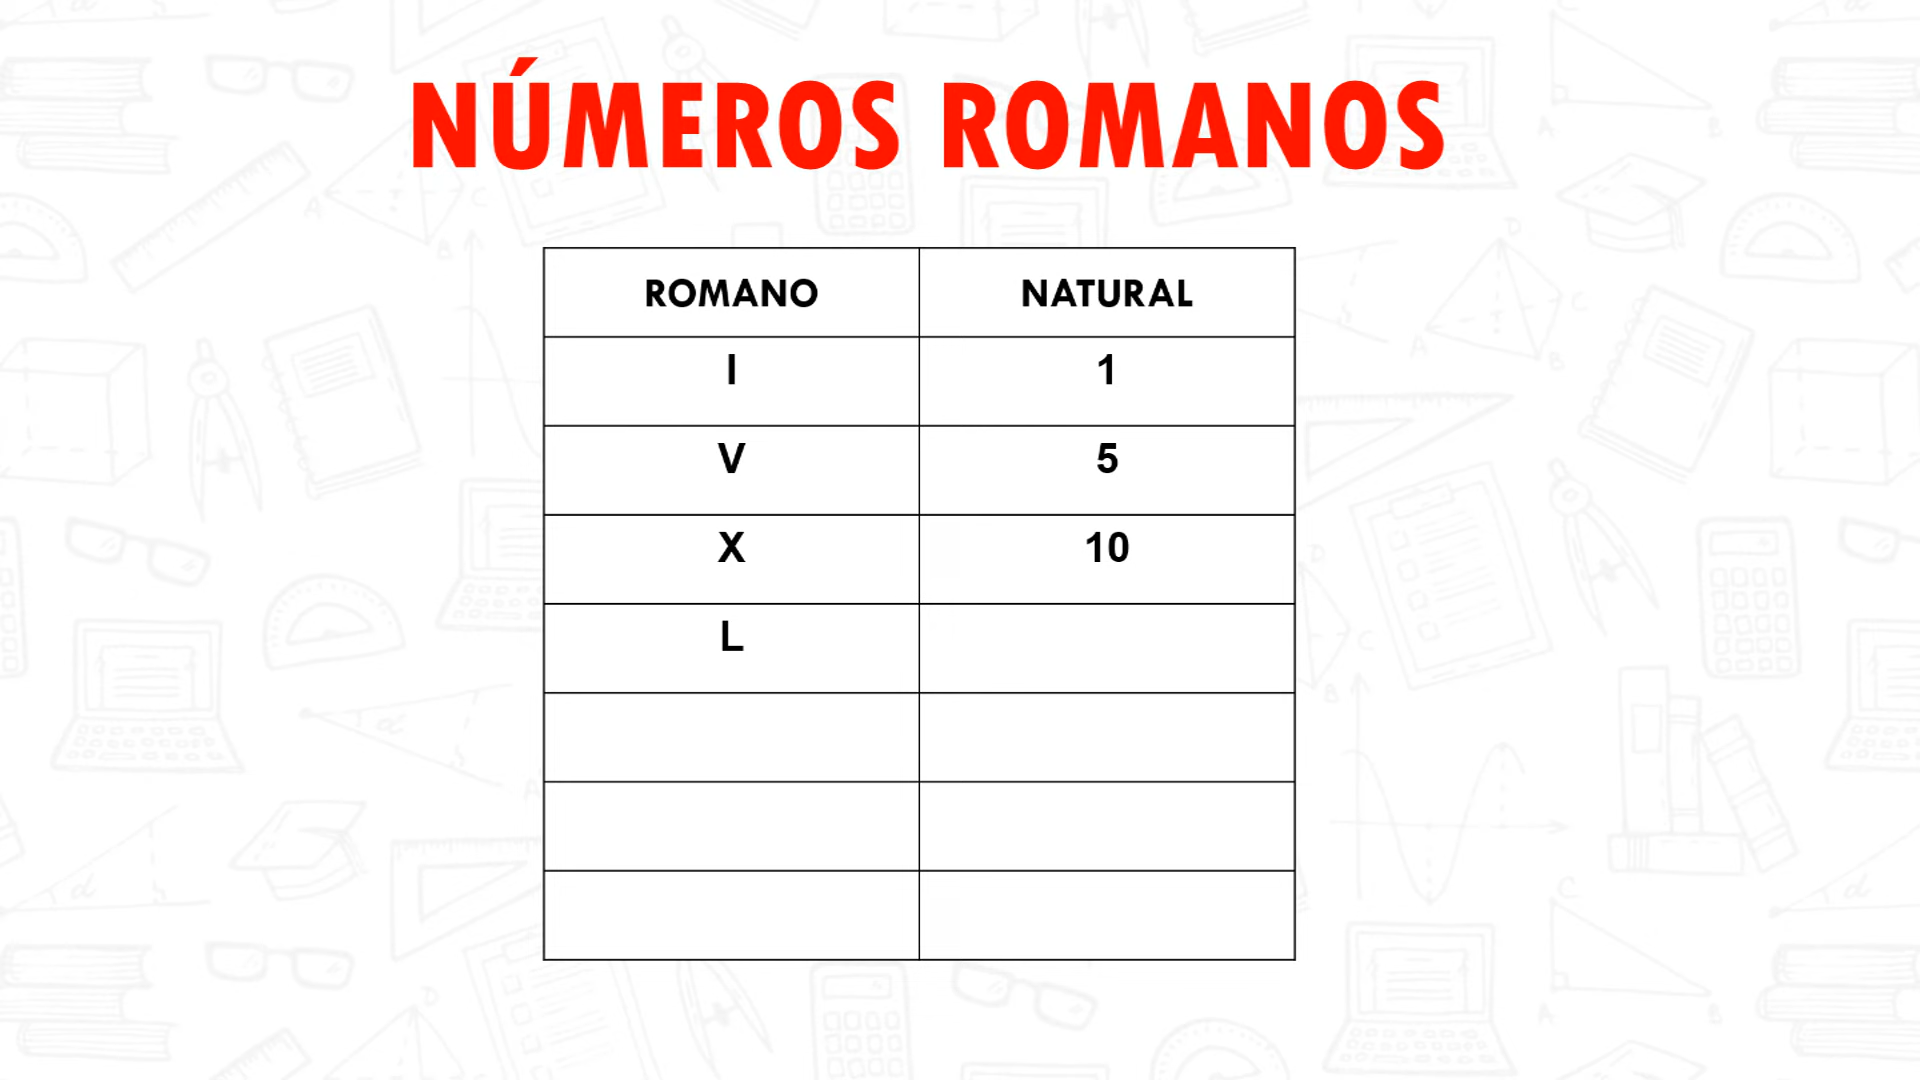 NÚMEROS ROMANOS
ROMANO NATURAL
I 1
V 5
X 10
L